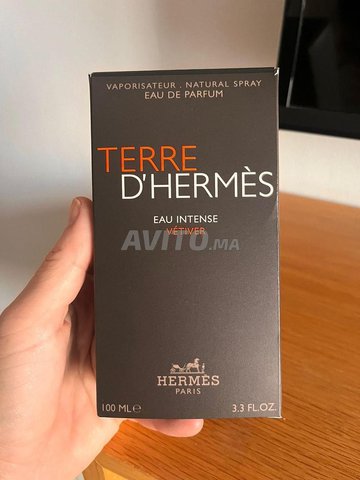 VAPORISATEUR . NATURAL SPRAY
EAU DE PARFUM
TERRE
D'HERMÈS
EAU INTENSE
VÉTIVER
AVITO.MA
HERMÈS
PARIS
100 ML℮
3.3 FL.OZ.